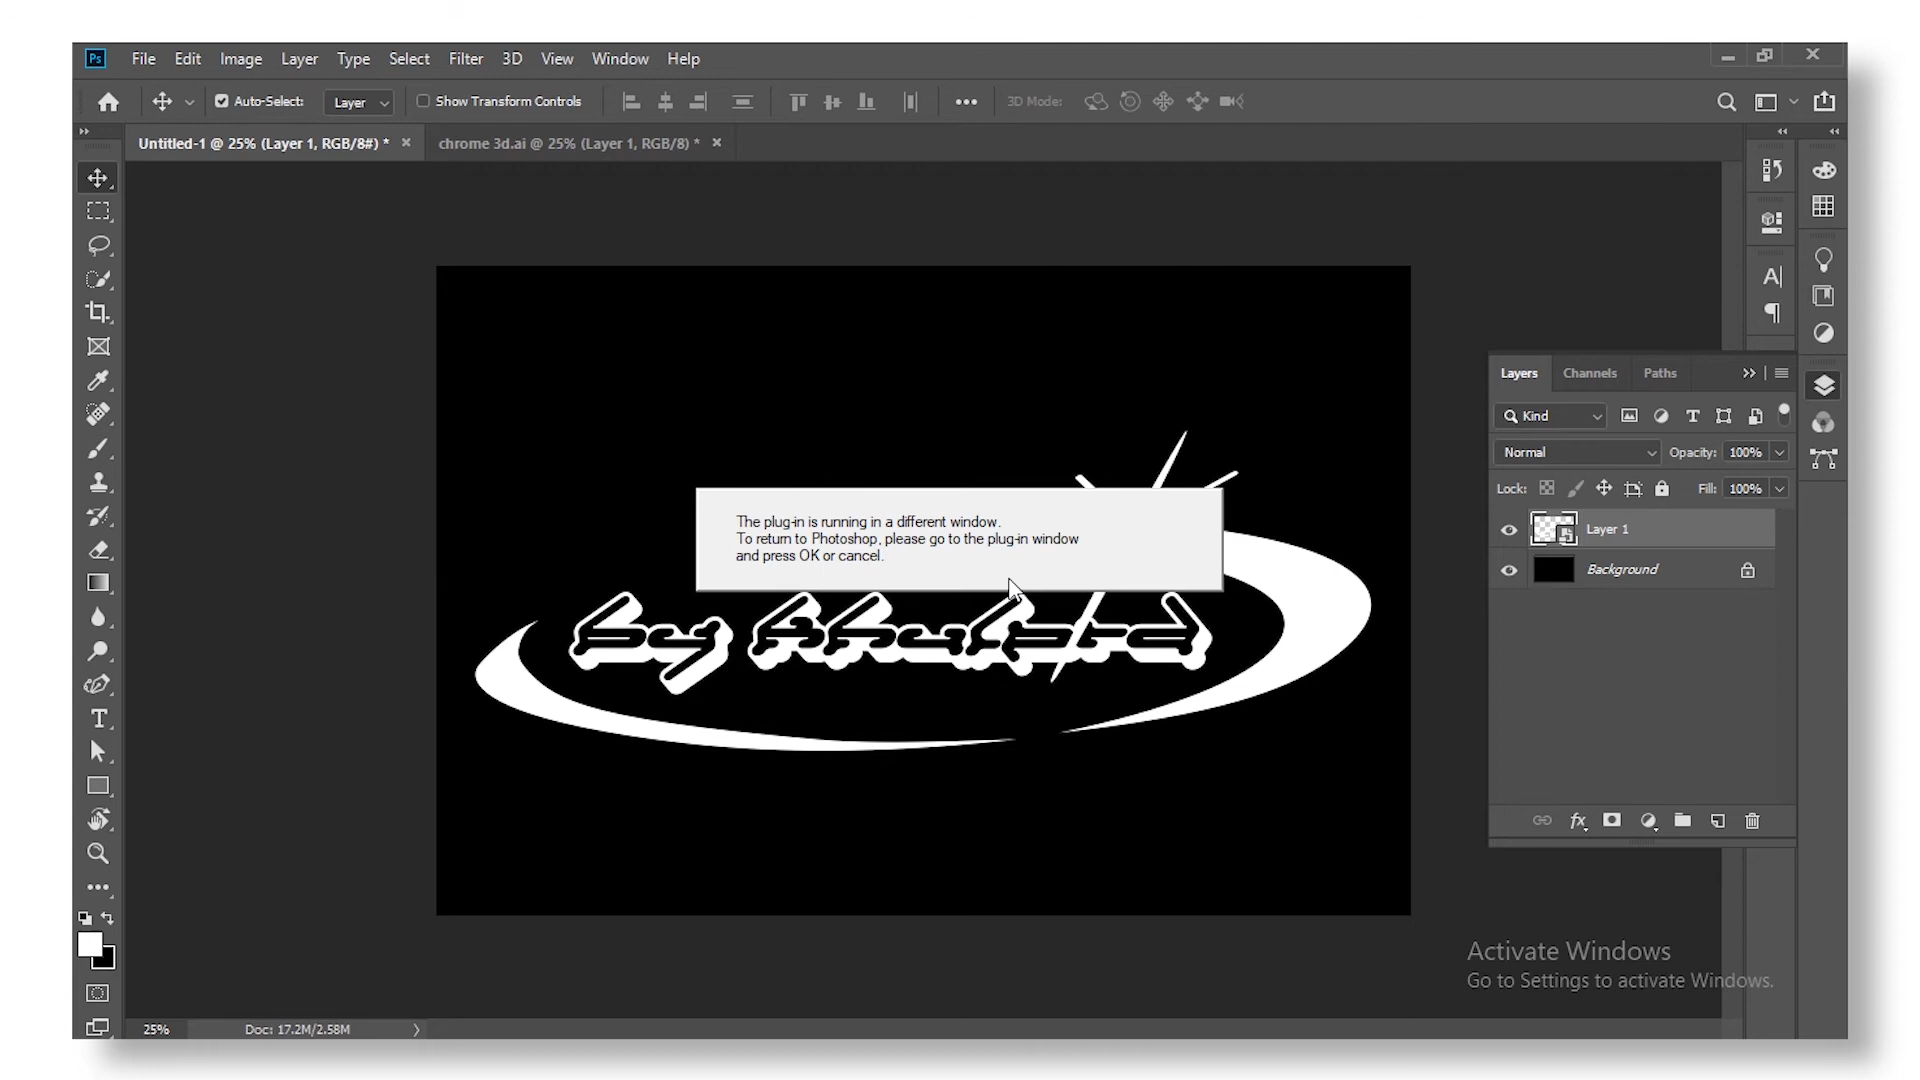 Ps File Edit Image Layer Type Select Filter 3D View Window Help
Auto-Select: Layer Show Transform Controls 3D Mode:
Untitled-1 @ 25% (Layer 1, RGB/8#) * × chrome 3d.ai @ 25% (Layer 1, RGB/8) * ×
Layers Channels Paths
Kind
Normal Opacity: 100%
Lock: Fill: 100%
The plug-in is running in a different window.
To return to Photoshop, please go to the plug-in window
and press OK or cancel.
Layer 1
Background
by
fx
Activate Windows
Go to Settings to activate Windows.
25% Doc: 17.2M/2.58M